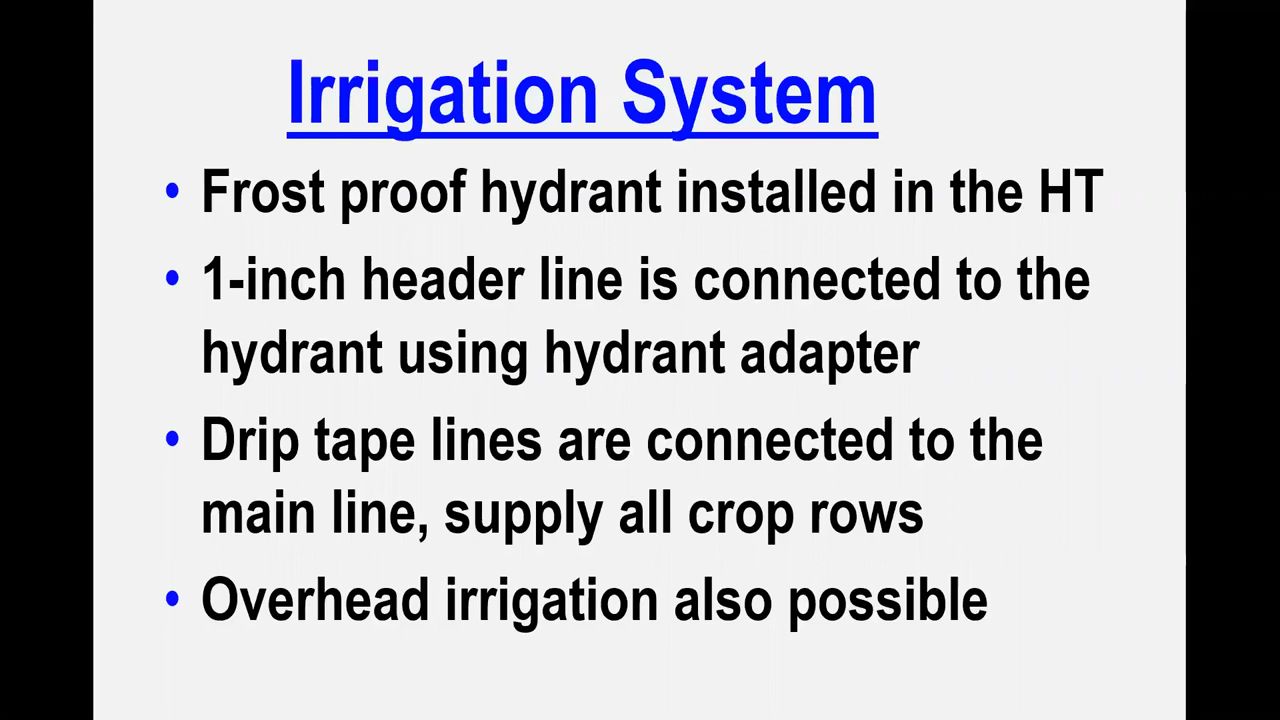 Irrigation System
• Frost proof hydrant installed in the HT
• 1-inch header line is connected to the
hydrant using hydrant adapter
• Drip tape lines are connected to the
main line, supply all crop rows
• Overhead irrigation also possible